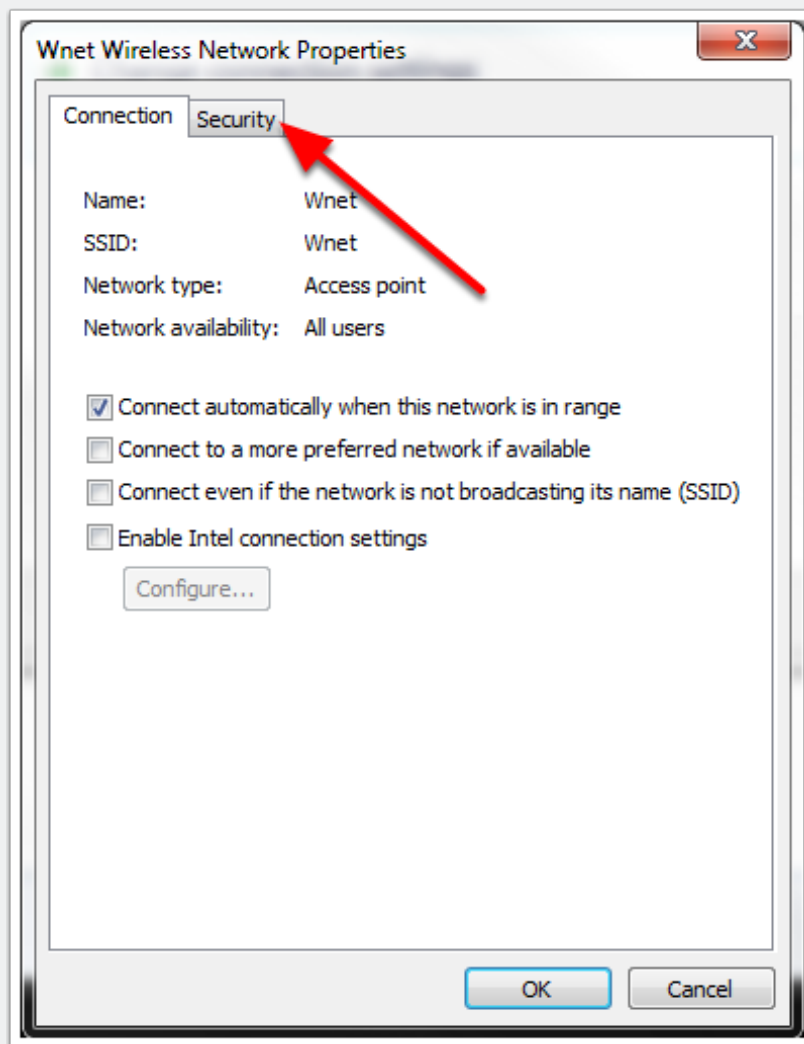 Wnet Wireless Network Properties
Connection Security
Name: Wnet
SSID: Wnet
Network type: Access point
Network availability: All users
Connect automatically when this network is in range
Connect to a more preferred network if available
Connect even if the network is not broadcasting its name (SSID)
Enable Intel connection settings
Configure...
OK Cancel